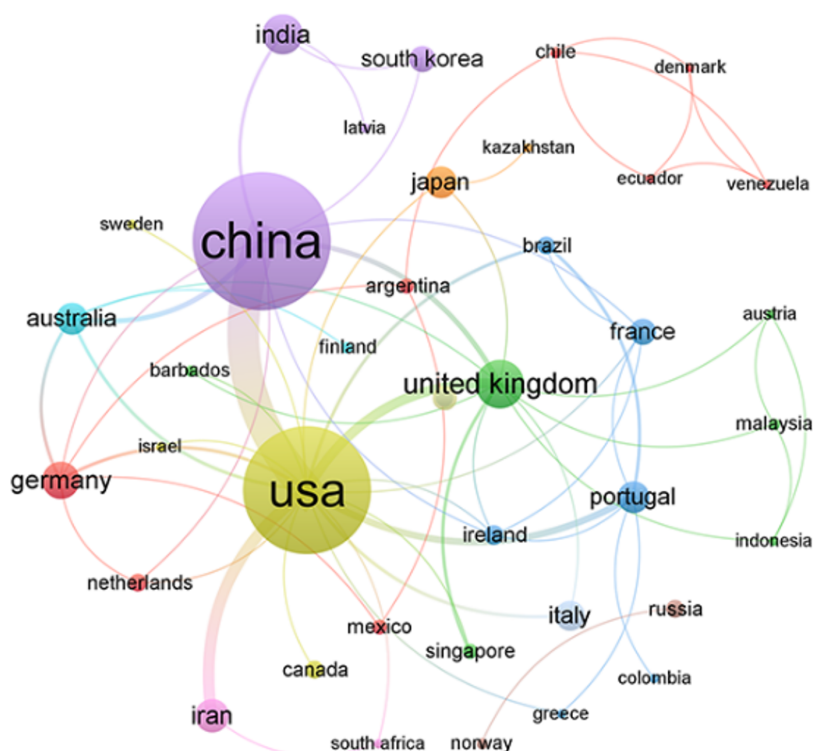 india
south korea
chile
denmark
latvia
kazakhstan
japan
ecuador
venezuela
sweden
china
brazil
argentina
australia
finland
france
austria
barbados
united kingdom
malaysia
israel
germany
usa
portugal
ireland
indonesia
netherlands
italy
russia
mexico
singapore
canada
colombia
iran
greece
south africa
norway